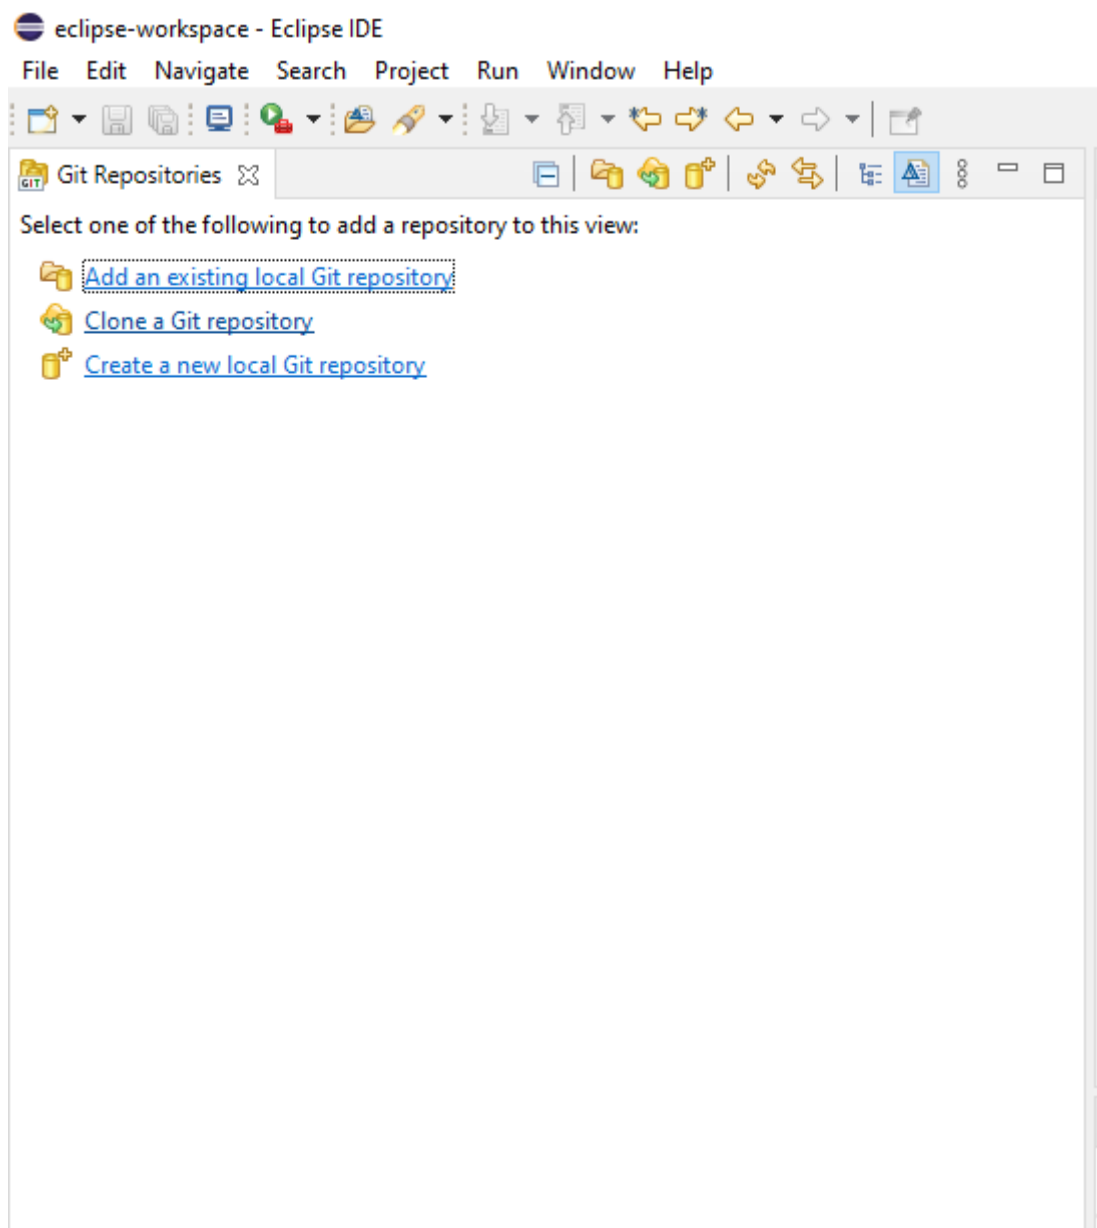 eclipse-workspace - Eclipse IDE
File Edit Navigate Search Project Run Window Help
GIT Git Repositories
Select one of the following to add a repository to this view:
Add an existing local Git repository
Clone a Git repository
Create a new local Git repository